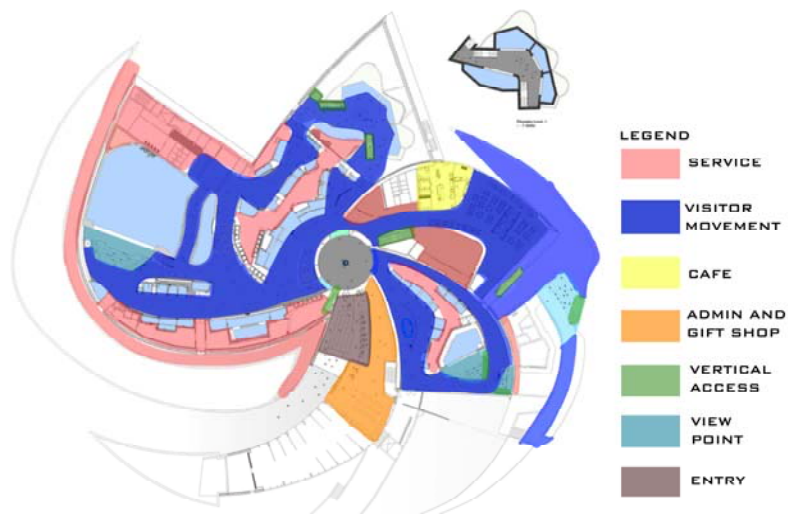 LEGEND
SERVICE
VISITOR
MOVEMENT
CAFE
ADMIN AND
GIFT SHOP
VERTICAL
ACCESS
VIEW
POINT
ENTRY